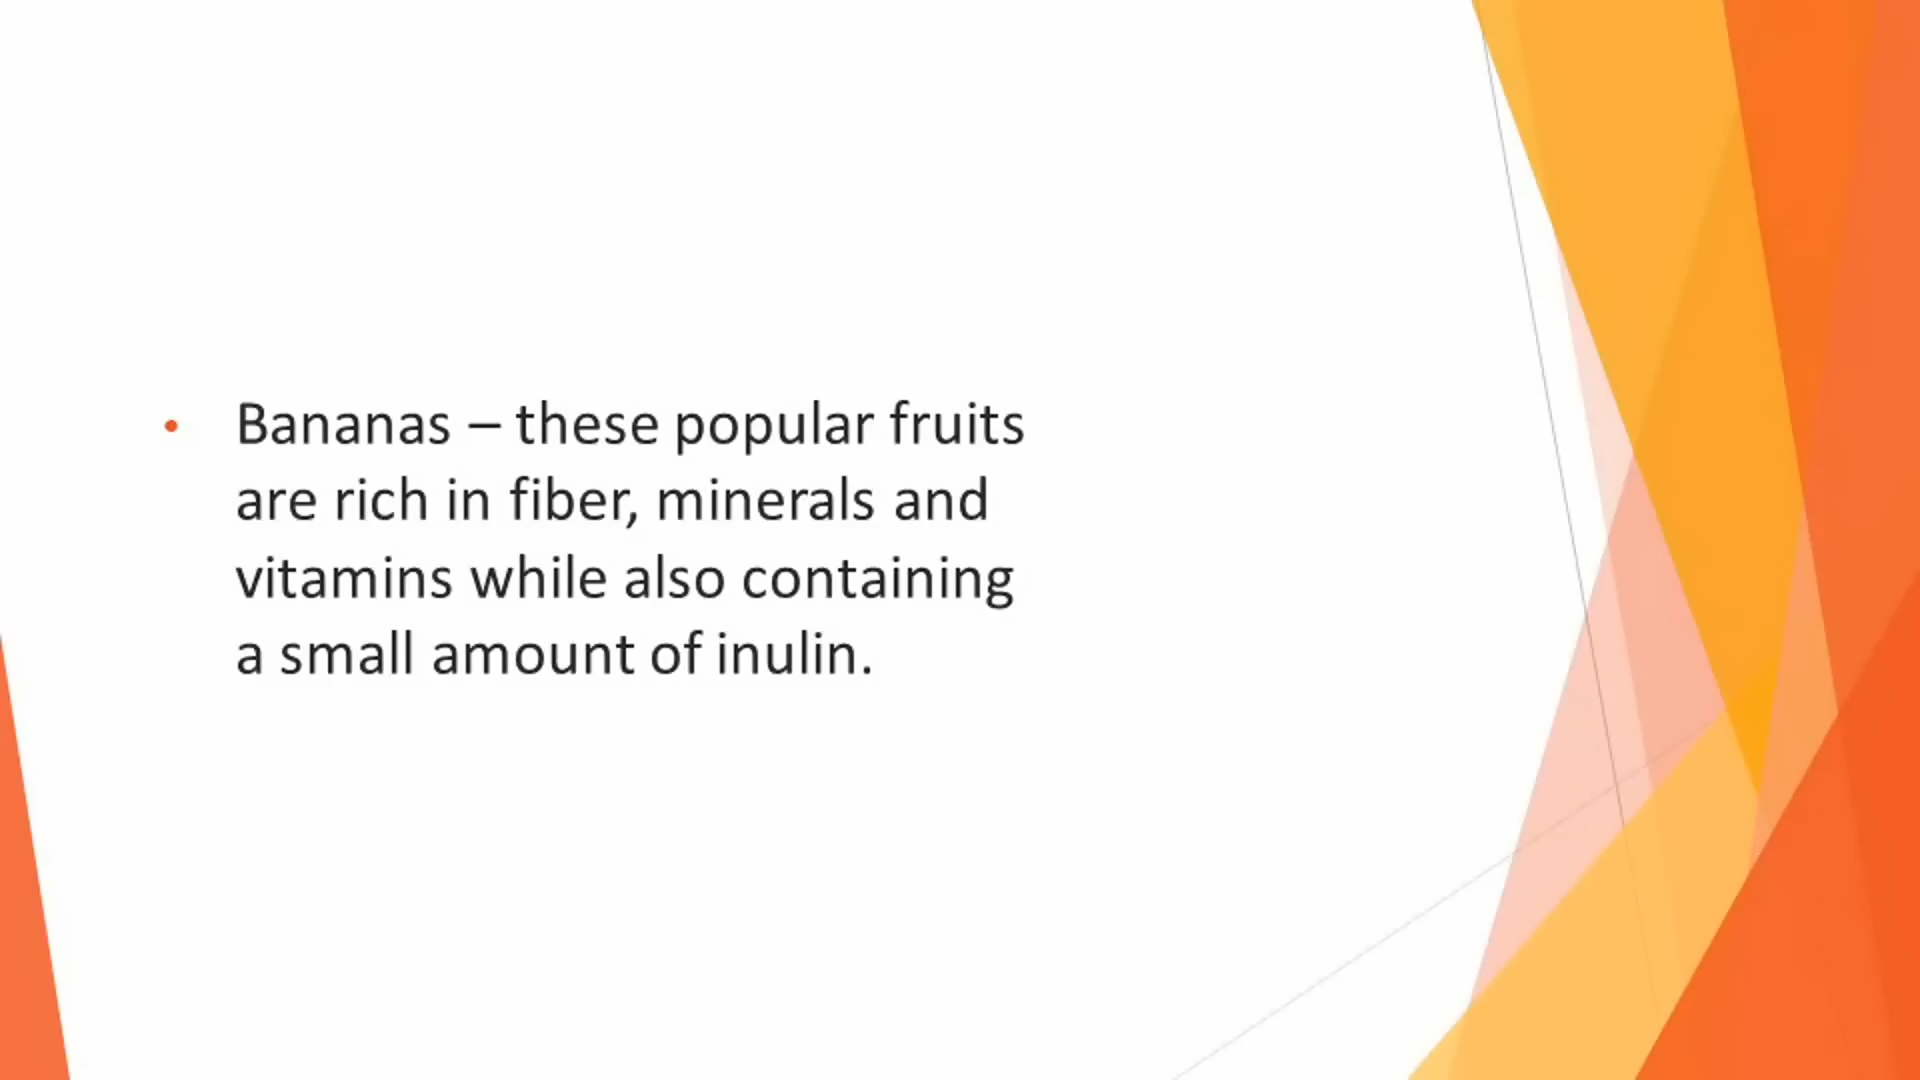 • Bananas – these popular fruits
are rich in fiber, minerals and
vitamins while also containing
a small amount of inulin.